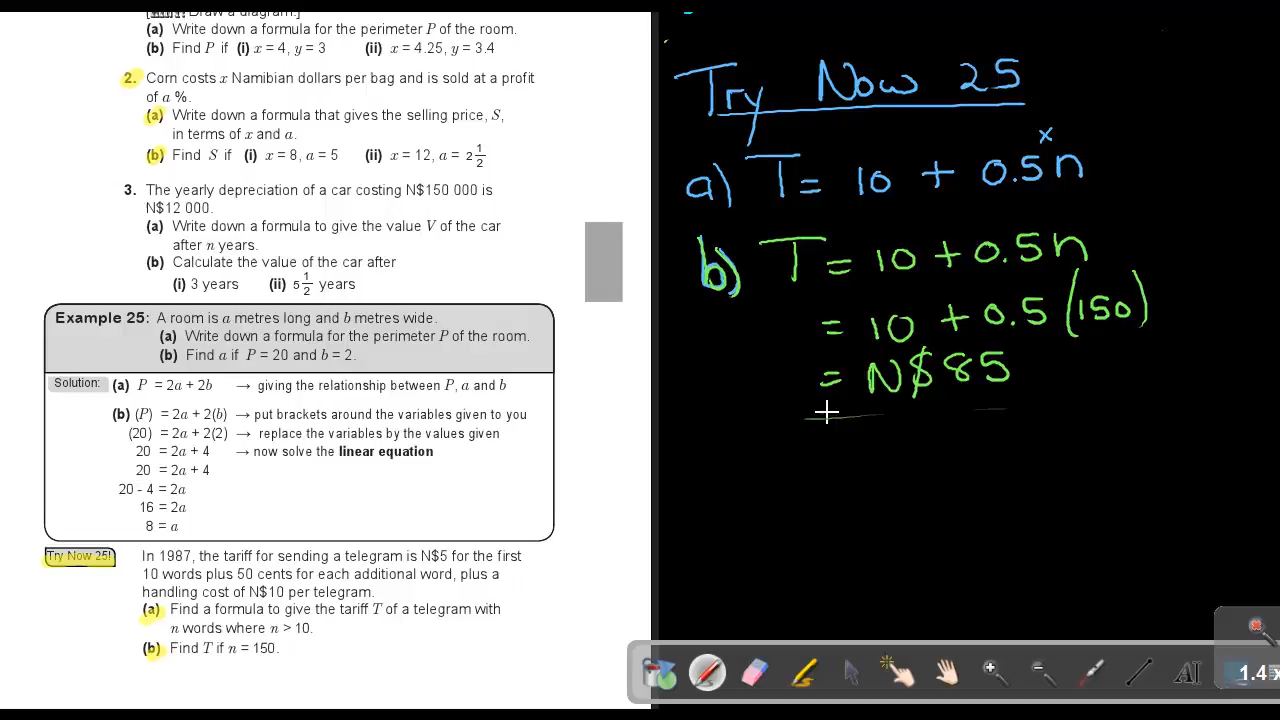 [Hint: Draw a diagram.]
(a) Write down a formula for the perimeter P of the room.
(b) Find P if (i) x = 4, y = 3 (ii) x = 4.25, y = 3.4
2. Corn costs x Namibian dollars per bag and is sold at a profit
of a %.
(a) Write down a formula that gives the selling price, S,
in terms of x and a.
(b) Find S if (i) x = 8, a = 5 (ii) x = 12, a = 2 1/2
3. The yearly depreciation of a car costing N$150 000 is
N$12 000.
(a) Write down a formula to give the value V of the car
after n years.
(b) Calculate the value of the car after
(i) 3 years (ii) 5 1/2 years
Example 25: A room is a metres long and b metres wide.
(a) Write down a formula for the perimeter P of the room.
(b) Find a if P = 20 and b = 2.
Solution: (a) P = 2a + 2b → giving the relationship between P, a and b
(b) (P) = 2a + 2(b) → put brackets around the variables given to you
(20) = 2a + 2(2) → replace the variables by the values given
20 = 2a + 4 → now solve the linear equation
20 = 2a + 4
20 - 4 = 2a
16 = 2a
8 = a
Try Now 25! In 1987, the tariff for sending a telegram is N$5 for the first
10 words plus 50 cents for each additional word, plus a
handling cost of N$10 per telegram.
(a) Find a formula to give the tariff T of a telegram with
n words where n > 10.
(b) Find T if n = 150.
Try Now 25
x
a) T = 10 + 0.5n
b) T = 10 + 0.5n
= 10 + 0.5 (150)
= N$85
AI
1.4 x